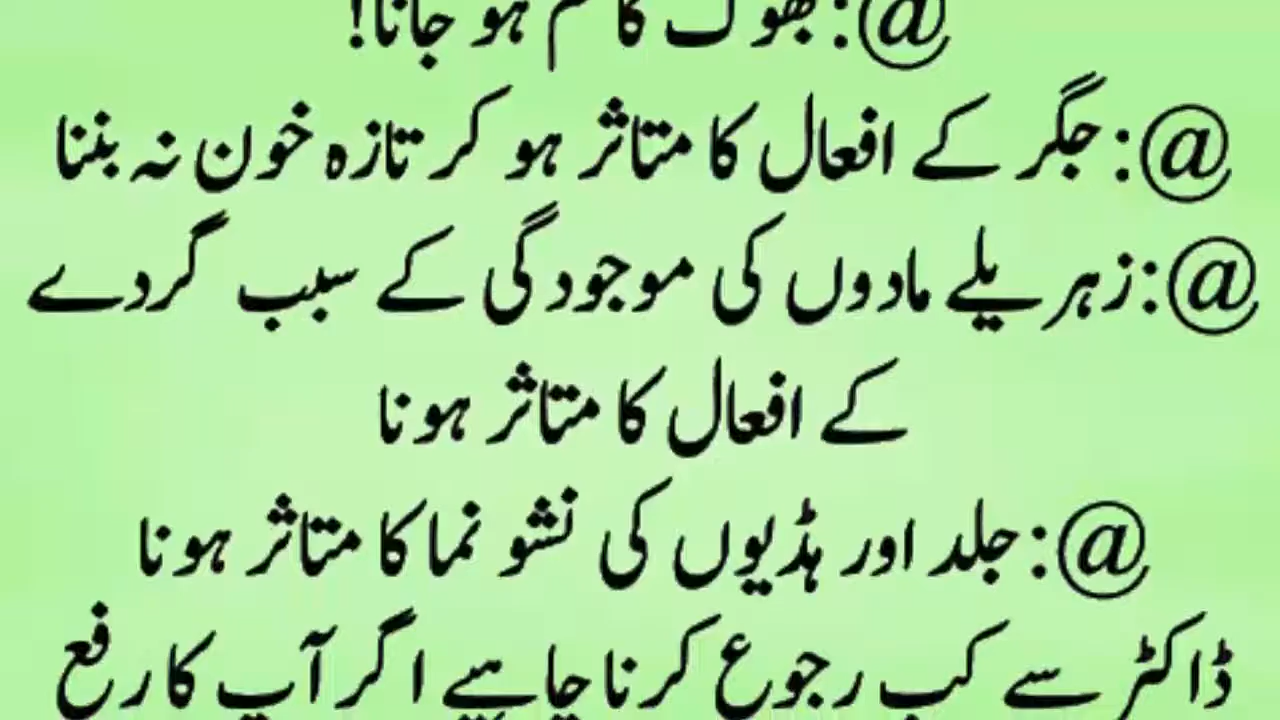 @: بھوک کا کم ہو جانا!
@: جگر کے افعال کا متاثر ہو کر تازہ خون نہ بننا
@: زہریلے مادوں کی موجودگی کے سبب گردے
کے افعال کا متاثر ہونا
@: جلد اور ہڈیوں کی نشو نما کا متاثر ہونا
ڈاکٹر سے کب رجوع کرنا چاہیے اگر آپ کا رفع